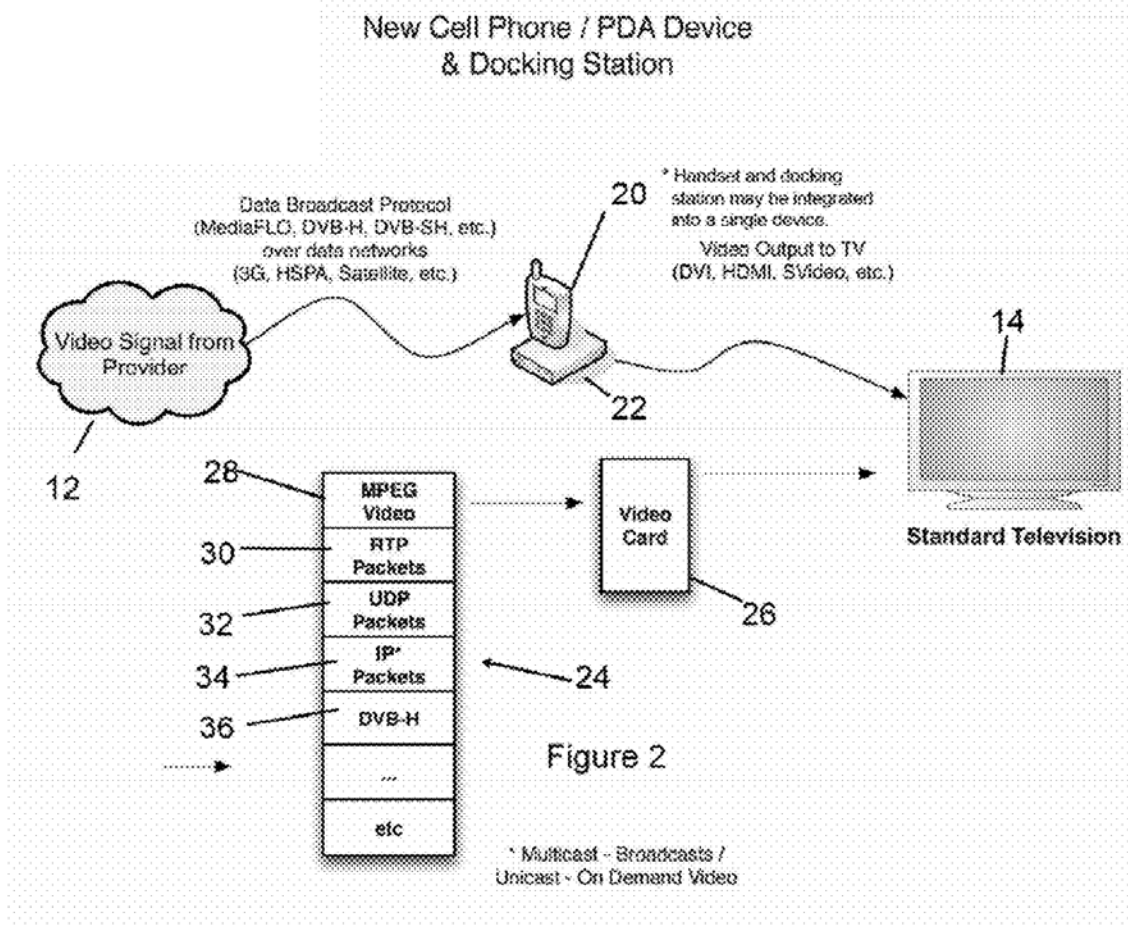 New Cell Phone / PDA Device
& Docking Station
Data Broadcast Protocol
(MediaFLO, DVB-H, DVB-SH, etc.)
over data networks
(3G, HSPA, Satellite, etc.)
20
* Handset and docking
station may be integrated
into a single device.
Video Output to TV
(DVI, HDMI, SVideo, etc.)
Video Signal from
Provider
12
22
14
Standard Television
28
MPEG
Video
30
RTP
Packets
32
UDP
Packets
34
IP*
Packets
36
DVB-H
...
etc
24
Video
Card
26
Figure 2
* Multicast - Broadcasts /
Unicast - On Demand Video